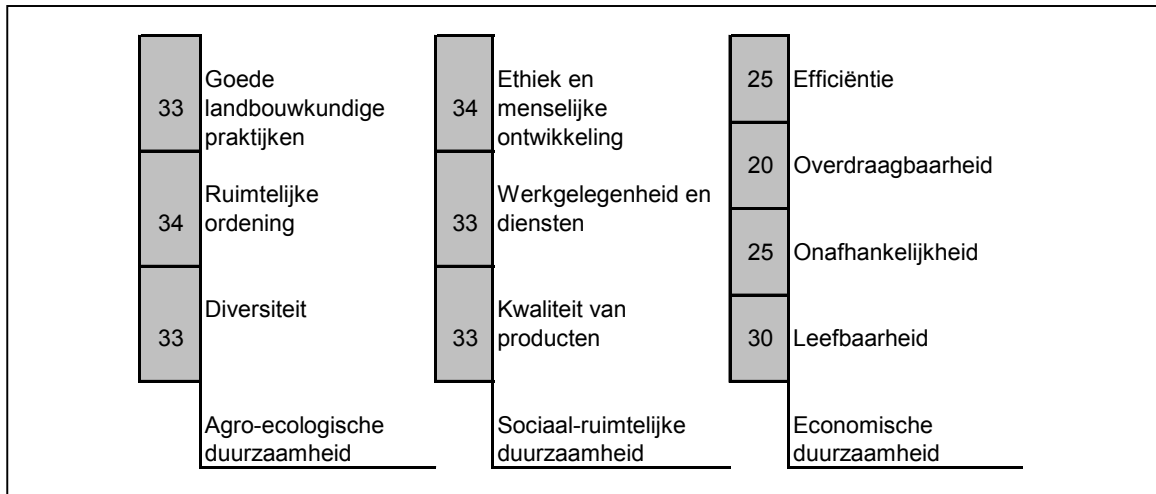 33
Goede
landbouwkundige
praktijken
34
Ruimtelijke
ordening
33
Diversiteit
Agro-ecologische
duurzaamheid
34
Ethiek en
menselijke
ontwikkeling
33
Werkgelegenheid en
diensten
33
Kwaliteit van
producten
Sociaal-ruimtelijke
duurzaamheid
25 Efficiëntie
20 Overdraagbaarheid
25 Onafhankelijkheid
30 Leefbaarheid
Economische
duurzaamheid